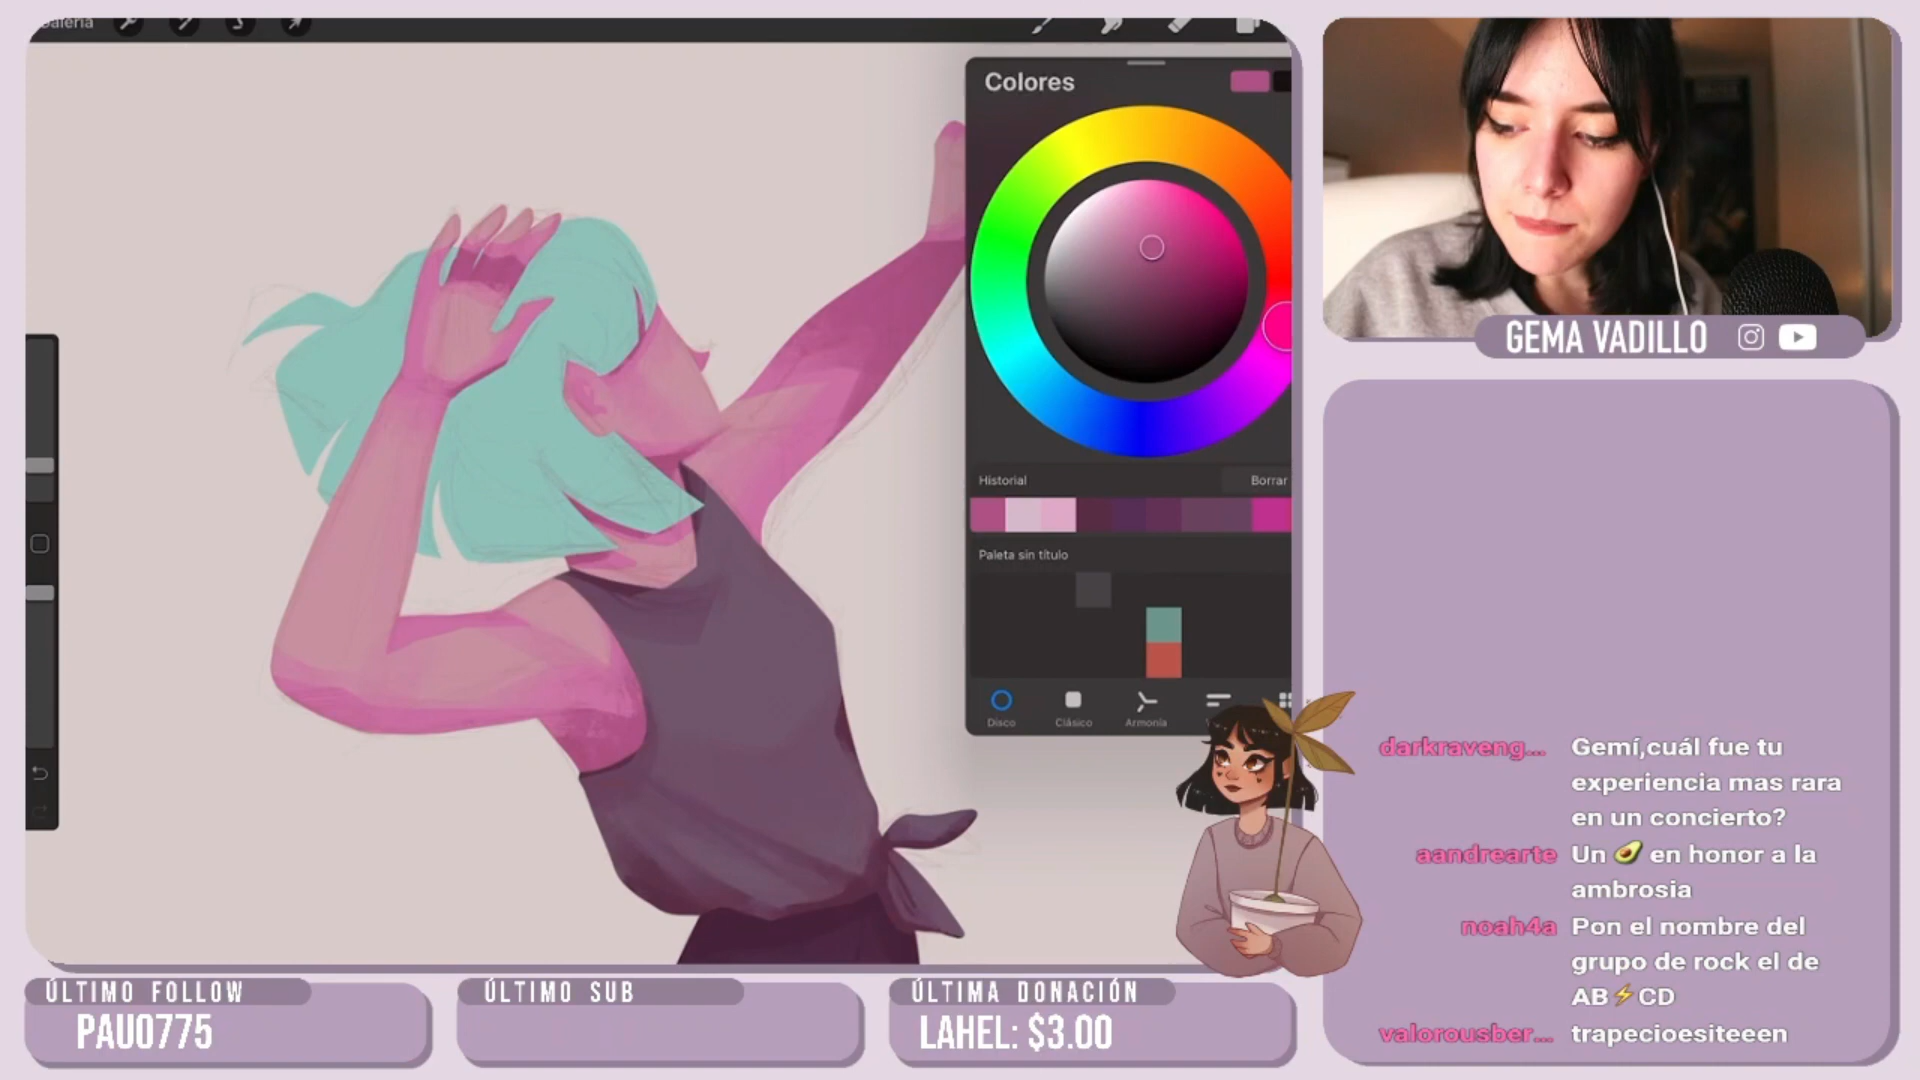 alería
Colores
Historial
Borrar
Paleta sin título
Disco
Clásico
Armonía
GEMA VADILLO
darkraveng... Gemí,cuál fue tu
experiencia mas rara
en un concierto?
aandrearte Un 🥑 en honor a la
ambrosia
noah4a Pon el nombre del
grupo de rock el de
AB⚡CD
valorousber... trapecioesiteeen
ÚLTIMO FOLLOW
PAU0775
ÚLTIMO SUB
ÚLTIMA DONACIÓN
LAHEL: $3.00